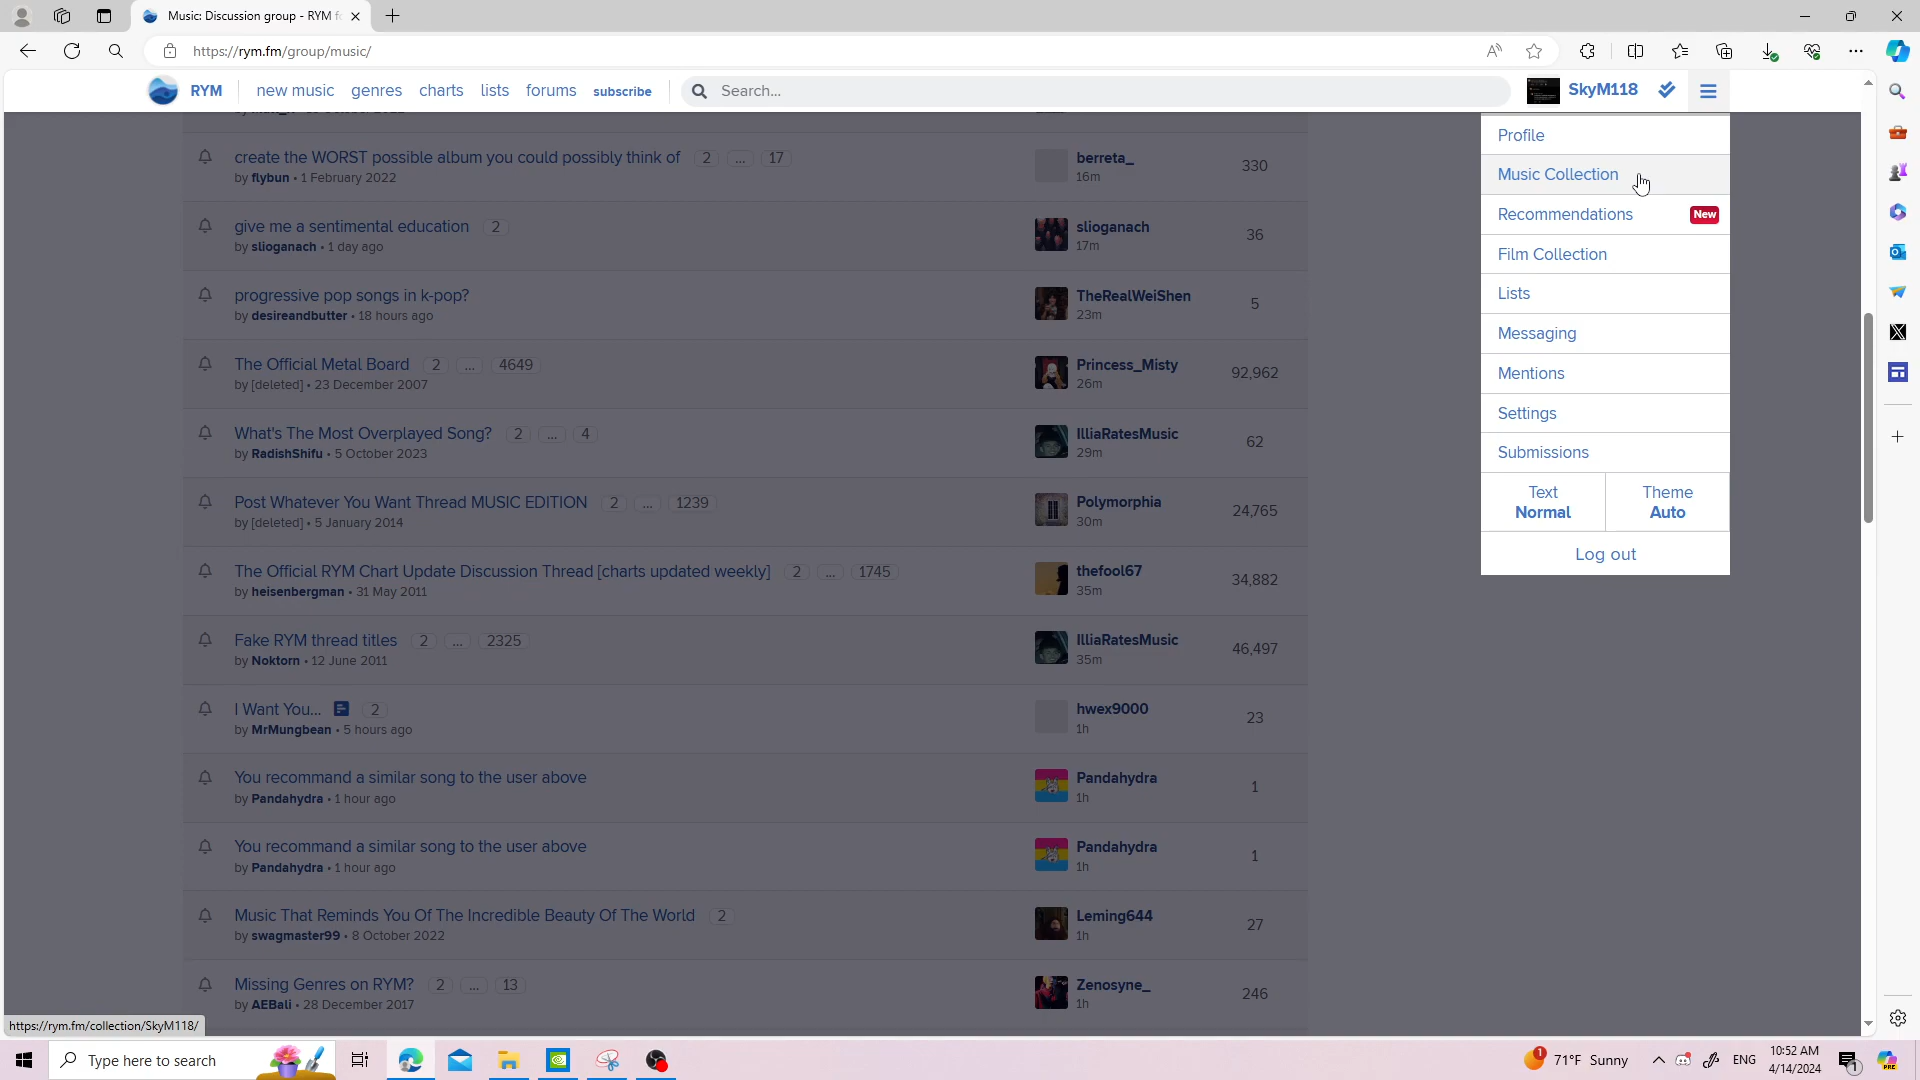 Music: Discussion group - RYM f
https://rym.fm/group/music/
RYM new music genres charts lists forums subscribe Search... SkyM118
create the WORST possible album you could possibly think of 2 ... 17 berreta_ 330
by flybun • 1 February 2022 16m
give me a sentimental education 2 slioganach 36
by slioganach • 1 day ago 17m
progressive pop songs in k-pop? TheRealWeiShen 5
by desireandbutter • 18 hours ago 23m
The Official Metal Board 2 ... 4649 Princess_Misty 92,962
by [deleted] • 23 December 2007 26m
What's The Most Overplayed Song? 2 ... 4 IlliaRatesMusic 62
by RadishShifu • 5 October 2023 29m
Post Whatever You Want Thread MUSIC EDITION 2 ... 1239 Polymorphia 24,765
by [deleted] • 5 January 2014 30m
The Official RYM Chart Update Discussion Thread [charts updated weekly] 2 ... 1745 thefool67 34,882
by heisenbergman • 31 May 2011 35m
Fake RYM thread titles 2 ... 2325 IlliaRatesMusic 46,497
by Noktorn • 12 June 2011 35m
I Want You... 2 hwex9000 23
by MrMungbean • 5 hours ago 1h
You recommand a similar song to the user above Pandahydra 1
by Pandahydra • 1 hour ago 1h
You recommand a similar song to the user above Pandahydra 1
by Pandahydra • 1 hour ago 1h
Music That Reminds You Of The Incredible Beauty Of The World 2 Leming644 27
by swagmaster99 • 8 October 2022 1h
Missing Genres on RYM? 2 ... 13 Zenosyne_ 246
by AEBali • 28 December 2017 1h
Profile
Music Collection
Recommendations New
Film Collection
Lists
Messaging
Mentions
Settings
Submissions
Text Theme
Normal Auto
Log out
https://rym.fm/collection/SkyM118/
Type here to search 1 71°F Sunny ENG 10:52 AM 1 PRE
4/14/2024